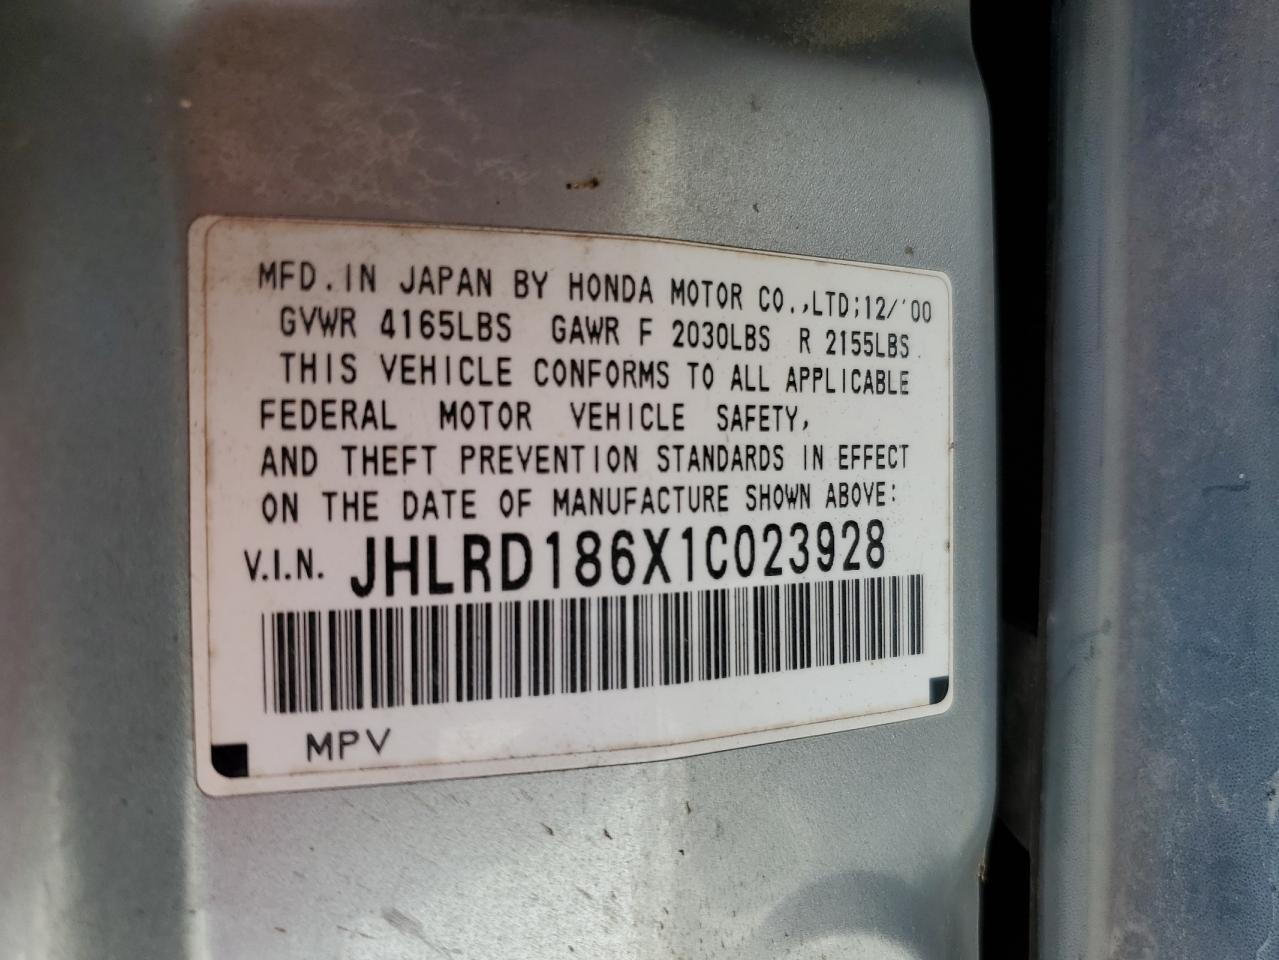 MFD. IN JAPAN BY HONDA MOTOR CO.,LTD;12/'00
GVWR 4165LBS GAWR F 2030LBS R 2155LBS
THIS VEHICLE CONFORMS TO ALL APPLICABLE
FEDERAL MOTOR VEHICLE SAFETY,
AND THEFT PREVENTION STANDARDS IN EFFECT
ON THE DATE OF MANUFACTURE SHOWN ABOVE:
V.I.N. JHLRD186X1C023928
MPV